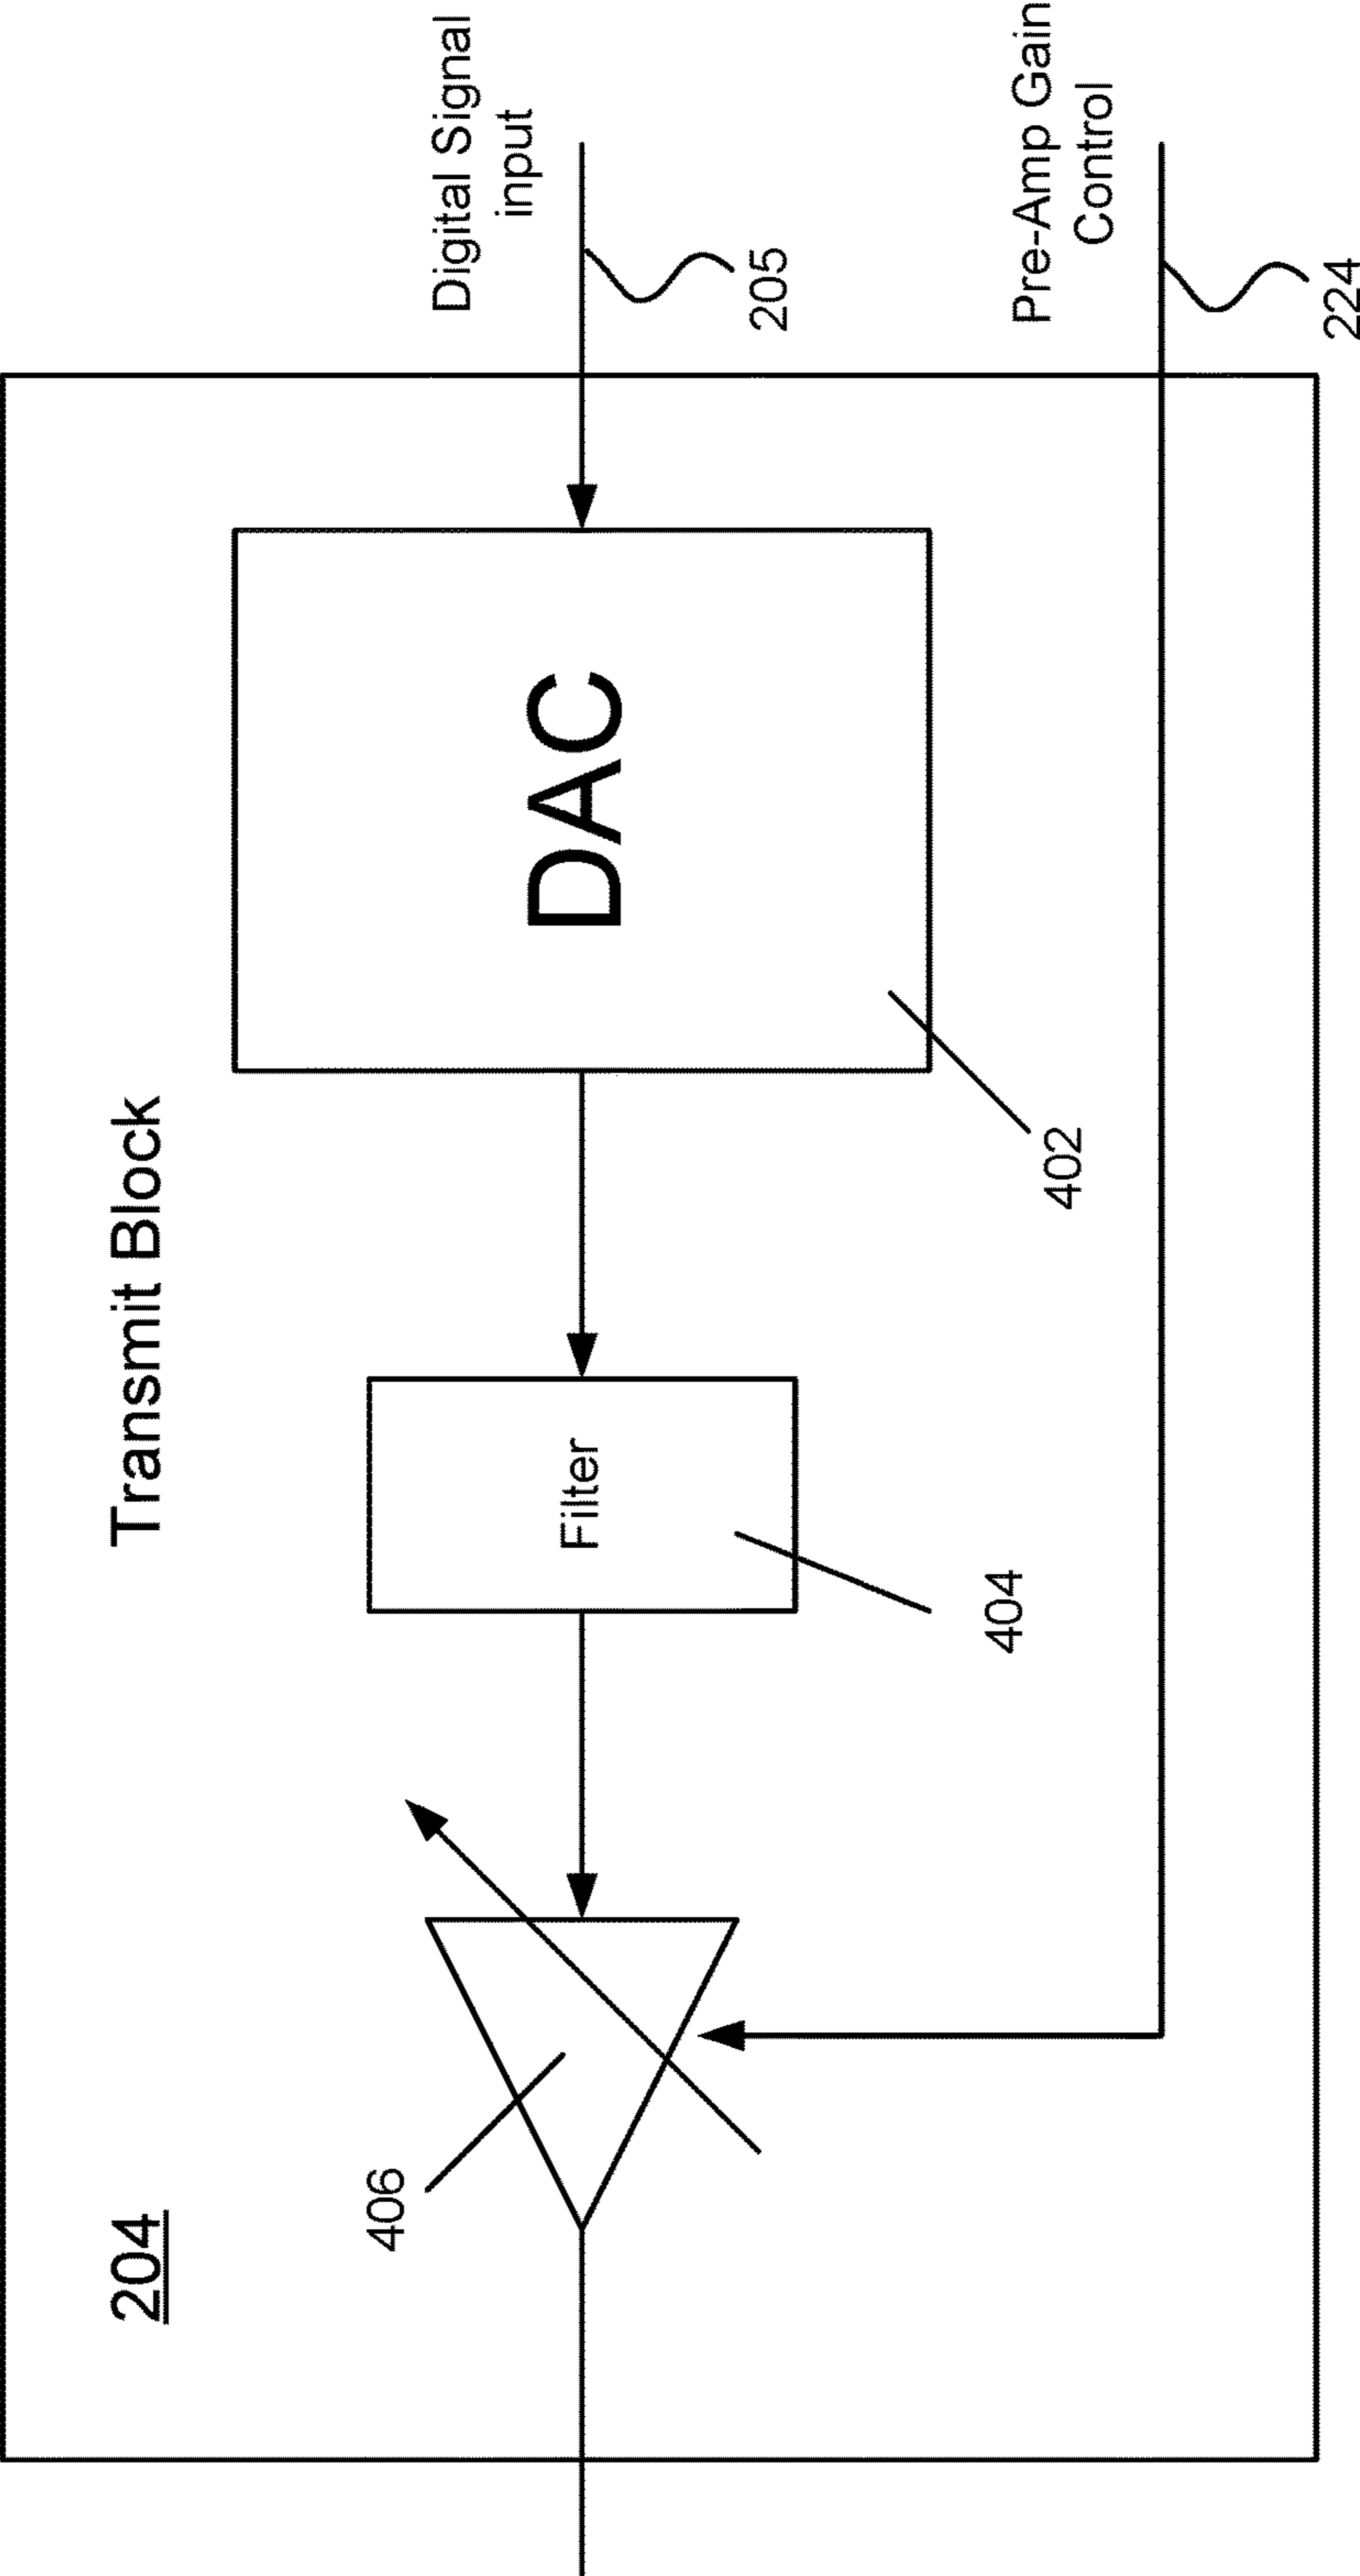 204
Transmit Block
Digital Signal
input
205
406
Filter
404
DAC
402
Pre-Amp Gain
Control
224